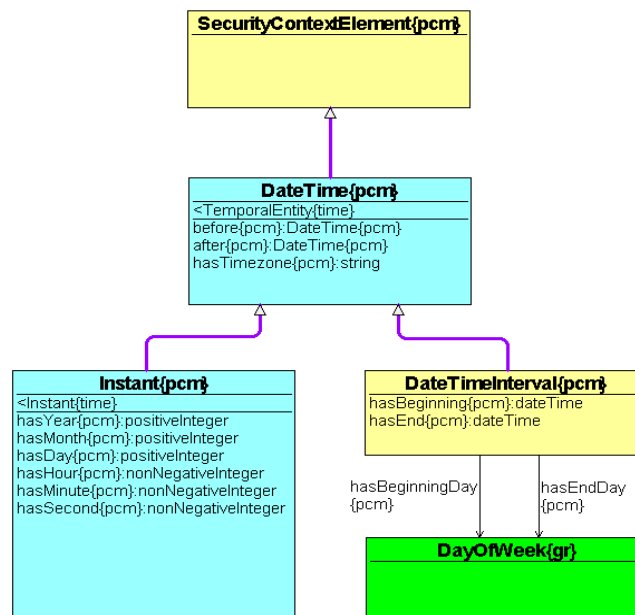 SecurityContextElement{pcm}
DateTime{pcm}
<TemporalEntity{time}
before{pcm}:DateTime{pcm}
after{pcm}:DateTime{pcm}
hasTimezone{pcm}:string
Instant{pcm}
<Instant{time}
hasYear{pcm}:positiveInteger
hasMonth{pcm}:positiveInteger
hasDay{pcm}:positiveInteger
hasHour{pcm}:nonNegativeInteger
hasMinute{pcm}:nonNegativeInteger
hasSecond{pcm}:nonNegativeInteger
DateTimeInterval{pcm}
hasBeginning{pcm}:dateTime
hasEnd{pcm}:dateTime
hasBeginningDay
{pcm}
hasEndDay
{pcm}
DayOfWeek{gr}